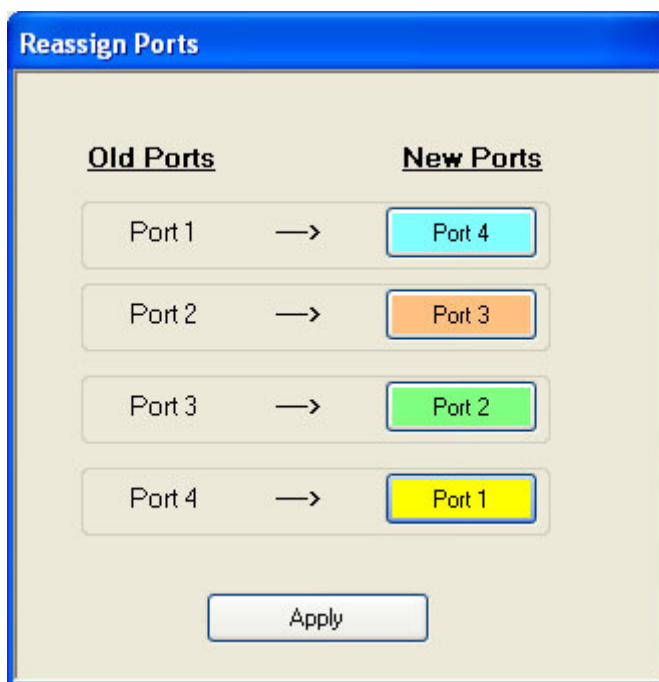 Reassign Ports
Old Ports New Ports
Port 1 —> Port 4
Port 2 —> Port 3
Port 3 —> Port 2
Port 4 —> Port 1
Apply